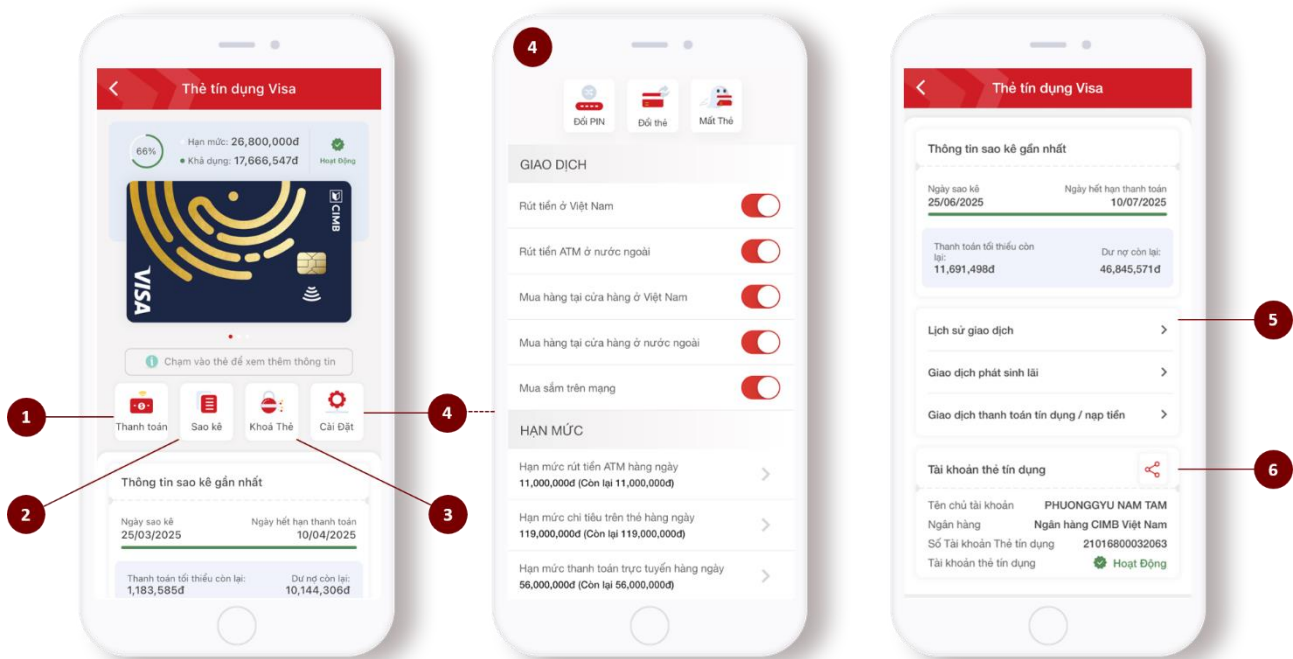 Thẻ tín dụng Visa
66%
Hạn mức: 26,800,000đ
Khả dụng: 17,666,547đ
Hoạt Động
CIMB
VISA
Chạm vào thẻ để xem thêm thông tin
Thanh toán
Sao kê
Khoá Thẻ
Cài Đặt
1
2
3
4
Thông tin sao kê gần nhất
Ngày sao kê
Ngày hết hạn thanh toán
25/03/2025
10/04/2025
Thanh toán tối thiểu còn lại:
Dư nợ còn lại:
1,183,585đ
10,144,306đ
4
Đổi PIN
Đổi thẻ
Mất Thẻ
GIAO DỊCH
Rút tiền ở Việt Nam
Rút tiền ATM ở nước ngoài
Mua hàng tại cửa hàng ở Việt Nam
Mua hàng tại cửa hàng ở nước ngoài
Mua sắm trên mạng
HẠN MỨC
Hạn mức rút tiền ATM hàng ngày
11,000,000đ (Còn lại 11,000,000đ)
Hạn mức chi tiêu trên thẻ hàng ngày
119,000,000đ (Còn lại 119,000,000đ)
Hạn mức thanh toán trực tuyến hàng ngày
56,000,000đ (Còn lại 56,000,000đ)
Thẻ tín dụng Visa
Thông tin sao kê gần nhất
Ngày sao kê
Ngày hết hạn thanh toán
25/06/2025
10/07/2025
Thanh toán tối thiểu còn
lại:
Dư nợ còn lại:
11,691,498đ
46,845,571đ
Lịch sử giao dịch
5
Giao dịch phát sinh lãi
Giao dịch thanh toán tín dụng / nạp tiền
Tài khoản thẻ tín dụng
6
Tên chủ tài khoản PHUONGGYU NAM TAM
Ngân hàng Ngân hàng CIMB Việt Nam
Số Tài khoản Thẻ tín dụng 21016800032063
Tài khoản thẻ tín dụng Hoạt Động